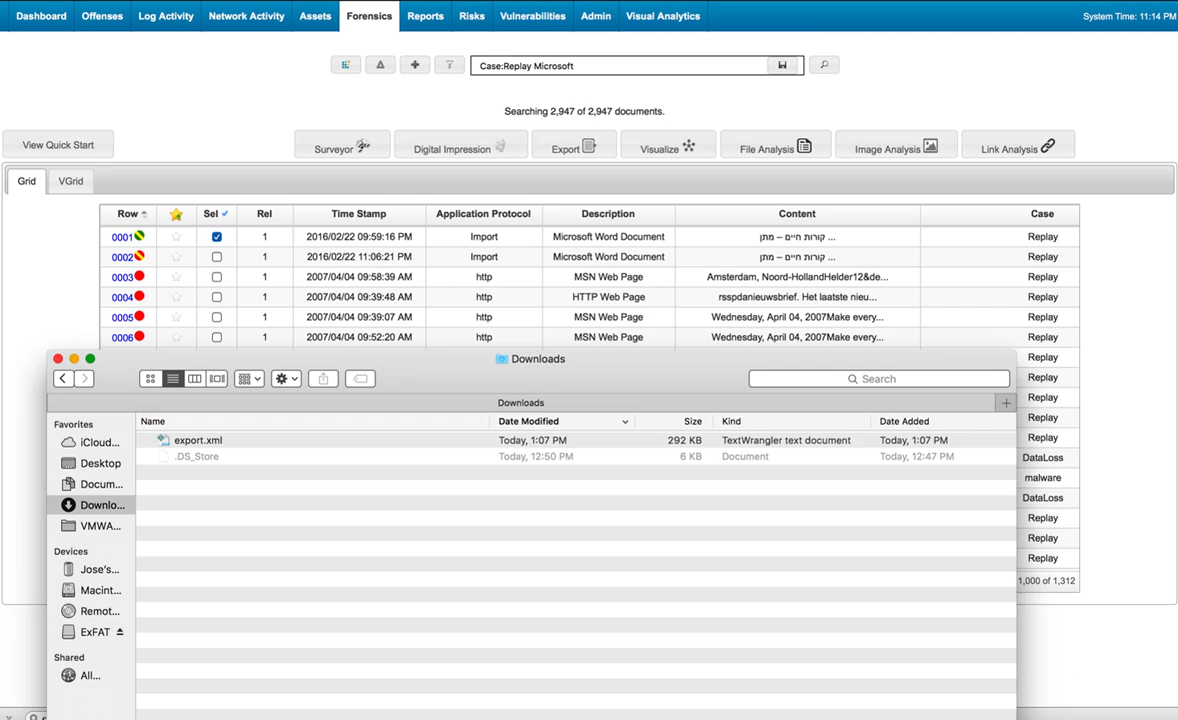 Dashboard Offenses Log Activity Network Activity Assets Forensics Reports Risks Vulnerabilities Admin Visual Analytics System Time: 11:14 PM
Case:Replay Microsoft
Searching 2,947 of 2,947 documents.
View Quick Start Surveyor Digital Impression Export Visualize File Analysis Image Analysis Link Analysis
Grid VGrid
Row Sel Rel Time Stamp Application Protocol Description Content Case
0001 1 2016/02/22 09:59:16 PM Import Microsoft Word Document קורות חיים – מתן ... Replay
0002 1 2016/02/22 11:06:21 PM Import Microsoft Word Document קורות חיים – מתן ... Replay
0003 1 2007/04/04 09:58:39 AM http MSN Web Page Amsterdam, Noord-HollandHelder12&de... Replay
0004 1 2007/04/04 09:39:48 AM http HTTP Web Page rsspdanieuwsbrief. Het laatste nieu... Replay
0005 1 2007/04/04 09:39:07 AM http MSN Web Page Wednesday, April 04, 2007Make every... Replay
0006 1 2007/04/04 09:52:20 AM http MSN Web Page Wednesday, April 04, 2007Make every... Replay
Replay
Replay
Replay
Replay
Replay
DataLoss
malware
DataLoss
Replay
Replay
Replay
1,000 of 1,312
Downloads
Search
Downloads
Name Date Modified Size Kind Date Added
export.xml Today, 1:07 PM 292 KB TextWrangler text document Today, 1:07 PM
.DS_Store Today, 12:50 PM 6 KB Document Today, 12:47 PM
Favorites
iCloud...
Desktop
Docum...
Downlo...
VMWA...
Devices
Jose's...
Macint...
Remot...
ExFAT
Shared
All...